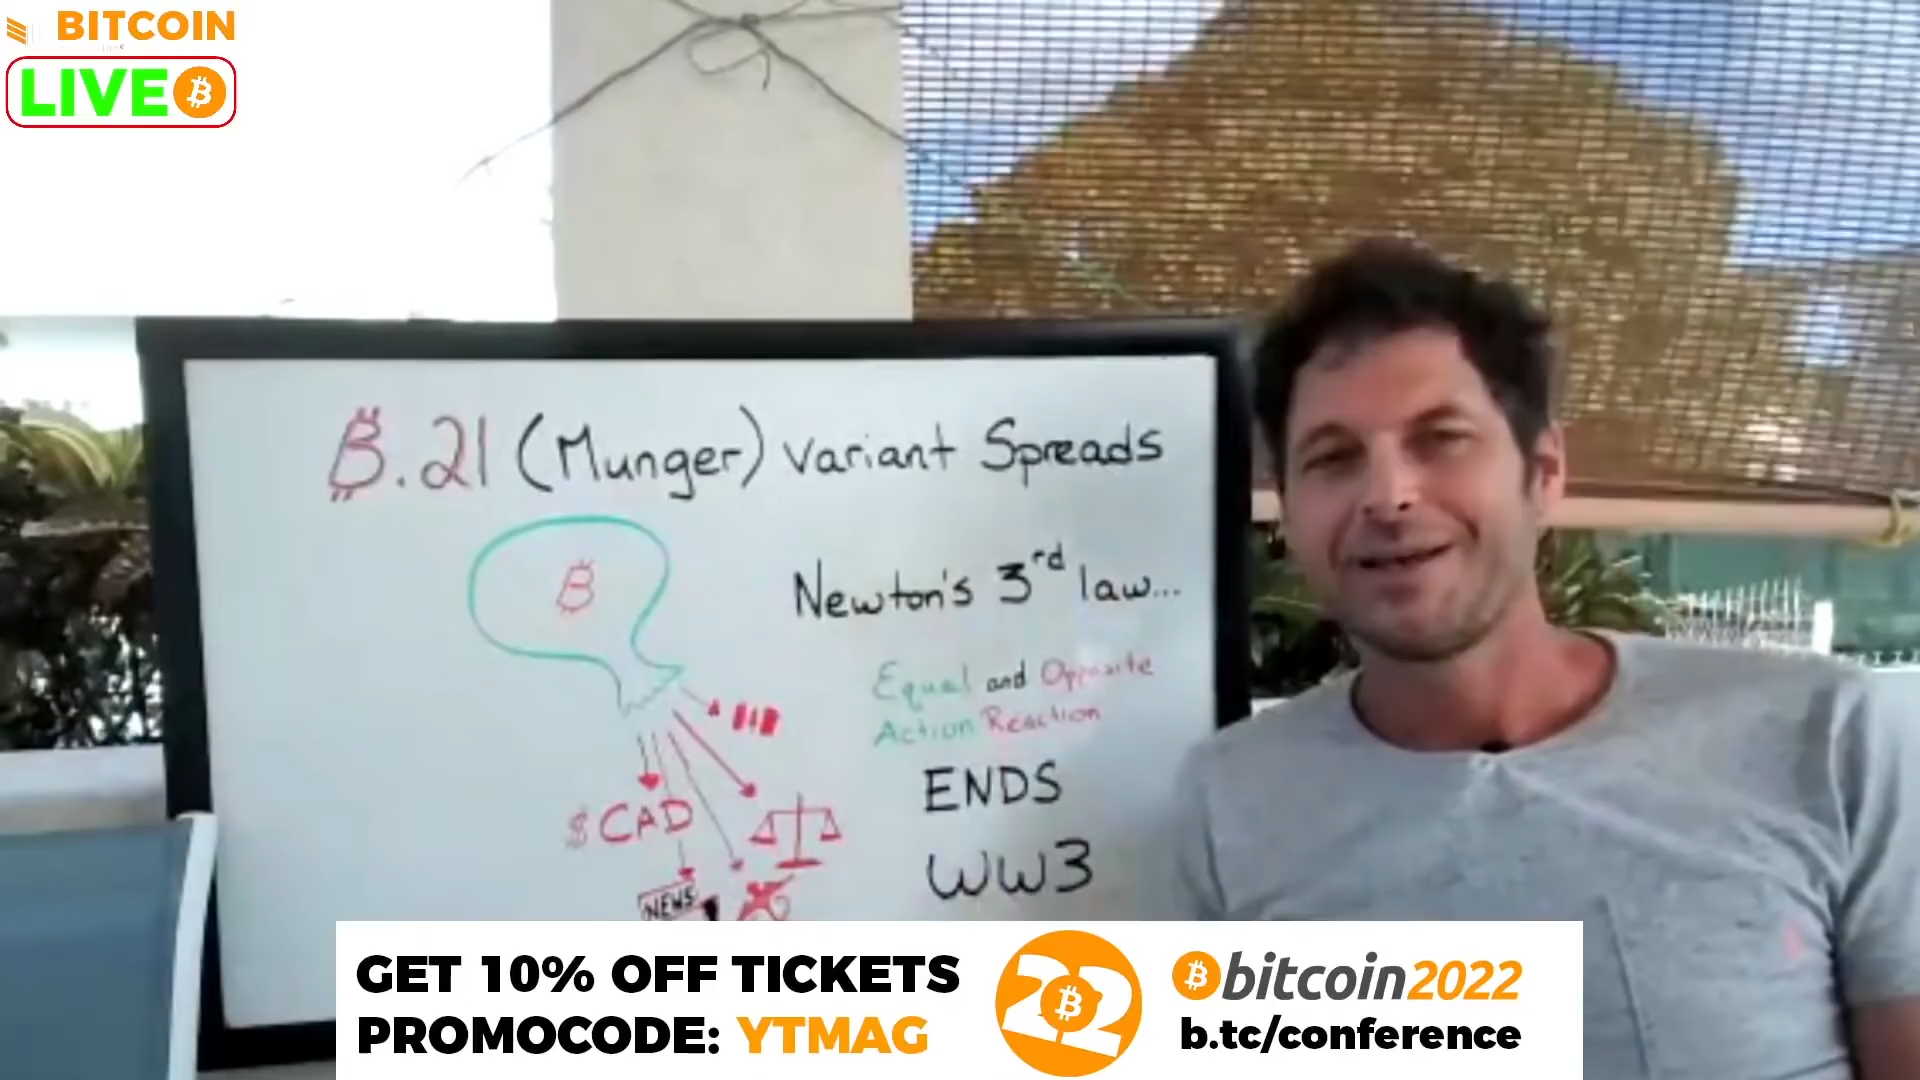 BITCOIN
LIVE
₿.21 (Munger) variant Spreads
₿
Newton's 3rd law...
Equal and Opposite
Action Reaction
ENDS
WW3
$CAD
NEWS
GET 10% OFF TICKETS
PROMOCODE: YTMAG
22
bitcoin2022
b.tc/conference